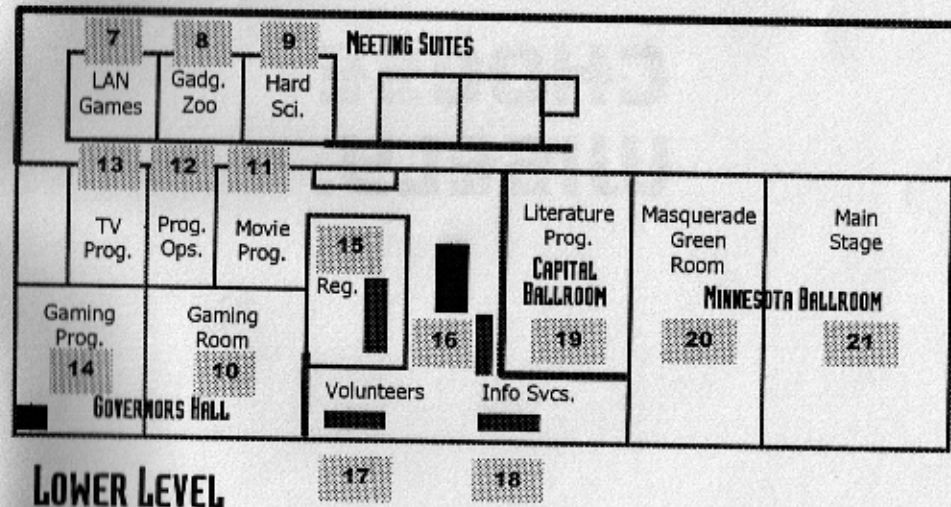 7
8
9
MEETING SUITES
LAN
Games
Gadg.
Zoo
Hard
Sci.
13
12
11
TV
Prog.
Prog.
Ops.
Movie
Prog.
15
Reg.
Literature
Prog.
CAPITAL
BALLROOM
Masquerade
Green
Room
Main
Stage
MINNESOTA BALLROOM
Gaming
Prog.
14
Gaming
Room
10
GOVERNORS HALL
16
19
20
21
Volunteers
Info Svcs.
LOWER LEVEL
17
18